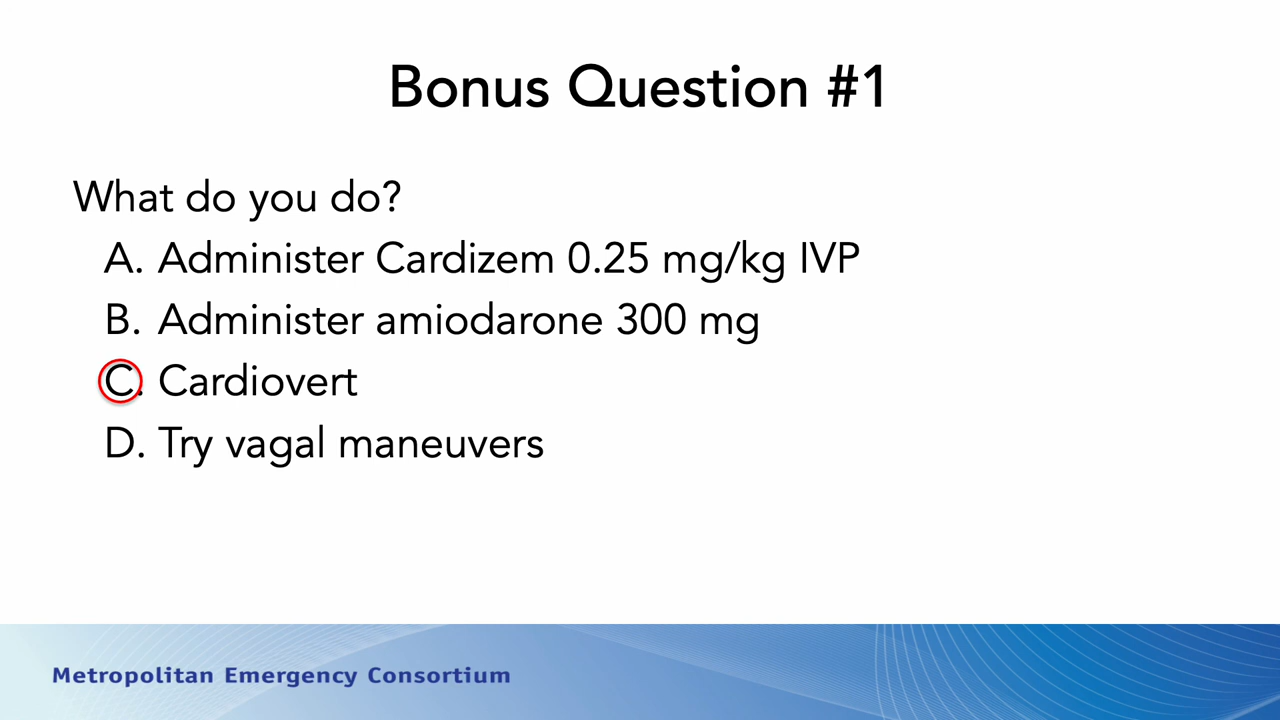 Bonus Question #1
What do you do?
A. Administer Cardizem 0.25 mg/kg IVP
B. Administer amiodarone 300 mg
C. Cardiovert
D. Try vagal maneuvers
Metropolitan Emergency Consortium